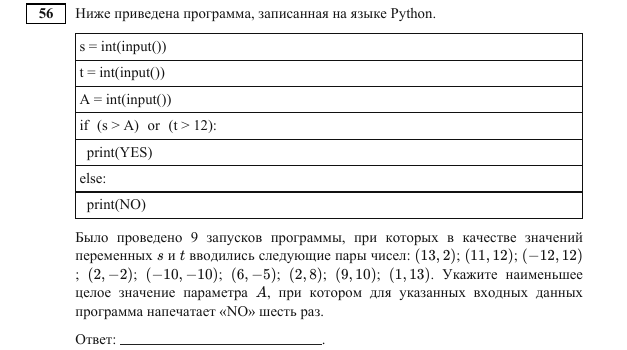 56 Ниже приведена программа, записанная на языке Python.
s = int(input())
t = int(input())
A = int(input())
if (s > A) or (t > 12):
print(YES)
else:
print(NO)
Было проведено 9 запусков программы, при которых в качестве значений
переменных s и t вводились следующие пары чисел: (13, 2); (11, 12); (−12, 12)
; (2, −2); (−10, −10); (6, −5); (2, 8); (9, 10); (1, 13). Укажите наименьшее
целое значение параметра A, при котором для указанных входных данных
программа напечатает «NO» шесть раз.
Ответ: ____________________.